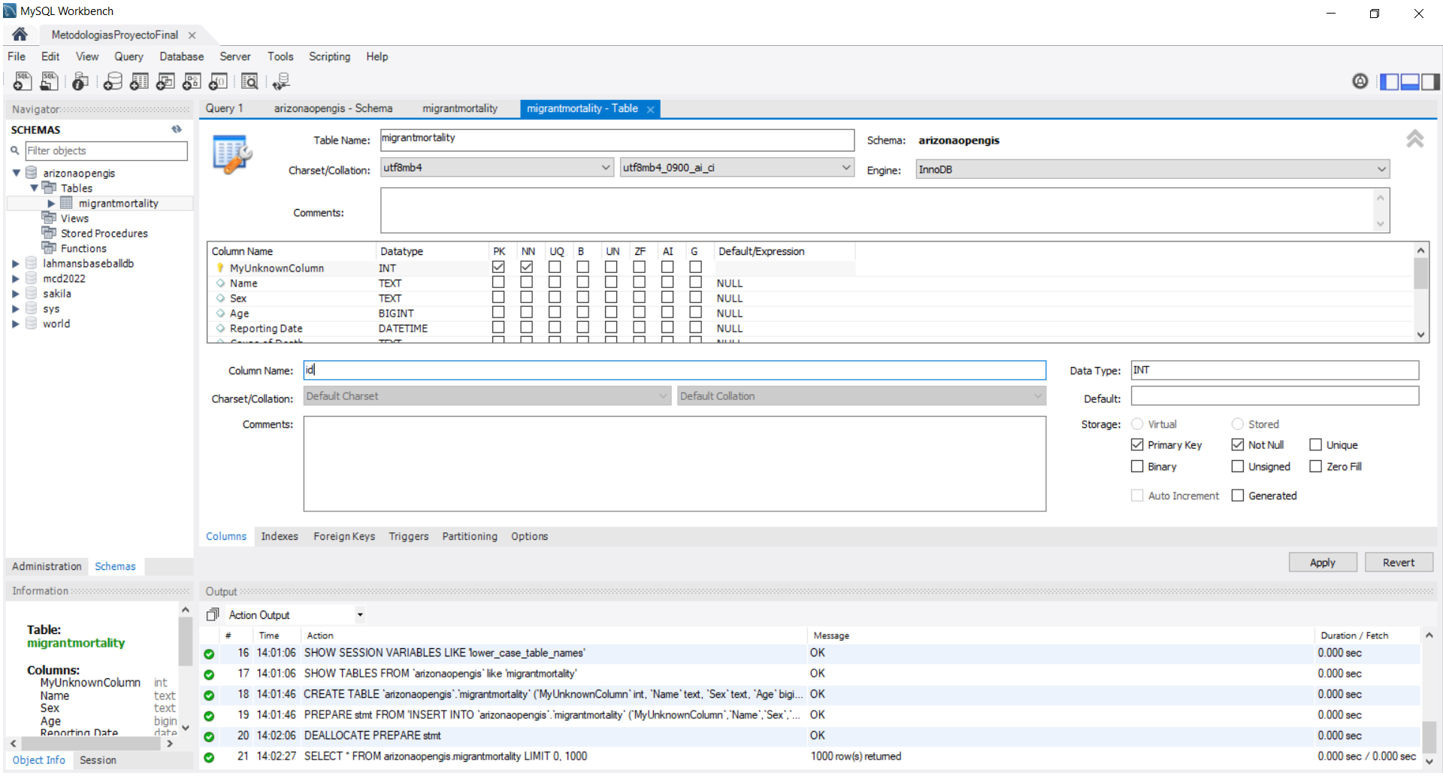 MySQL Workbench
MetodologiasProyectoFinal
File Edit View Query Database Server Tools Scripting Help
Navigator
SCHEMAS
Filter objects
arizonaopengis
Tables
migrantmortality
Views
Stored Procedures
Functions
lahmansbaseballdb
mcd2022
sakila
sys
world
Administration Schemas
Information
Table:
migrantmortality
Columns:
MyUnknownColumn int
Name text
Sex text
Age bigin
Reporting Date date
Object Info Session
Query 1 arizonaopengis - Schema migrantmortality migrantmortality - Table
Table Name: migrantmortality Schema: arizonaopengis
Charset/Collation: utf8mb4 utf8mb4_0900_ai_ci Engine: InnoDB
Comments:
Column Name Datatype PK NN UQ B UN ZF AI G Default/Expression
MyUnknownColumn INT
Name TEXT NULL
Sex TEXT NULL
Age BIGINT NULL
Reporting Date DATETIME NULL
Cause of Death TEXT NULL
Column Name: id Data Type: INT
Charset/Collation: Default Charset Default Collation Default:
Comments: Storage: Virtual Stored
Primary Key Not Null Unique
Binary Unsigned Zero Fill
Auto Increment Generated
Columns Indexes Foreign Keys Triggers Partitioning Options
Apply Revert
Output
Action Output
# Time Action Message Duration / Fetch
16 14:01:06 SHOW SESSION VARIABLES LIKE 'lower_case_table_names' OK 0.000 sec
17 14:01:06 SHOW TABLES FROM `arizonaopengis` like 'migrantmortality' OK 0.000 sec
18 14:01:46 CREATE TABLE `arizonaopengis`.`migrantmortality` (`MyUnknownColumn` int, `Name` text, `Sex` text, `Age` bigi... OK 0.000 sec
19 14:01:46 PREPARE stmt FROM 'INSERT INTO `arizonaopengis`.`migrantmortality` (`MyUnknownColumn`,`Name`,`Sex`,`... OK 0.000 sec
20 14:02:06 DEALLOCATE PREPARE stmt OK 0.000 sec
21 14:02:27 SELECT * FROM arizonaopengis.migrantmortality LIMIT 0, 1000 1000 row(s) returned 0.000 sec / 0.000 sec